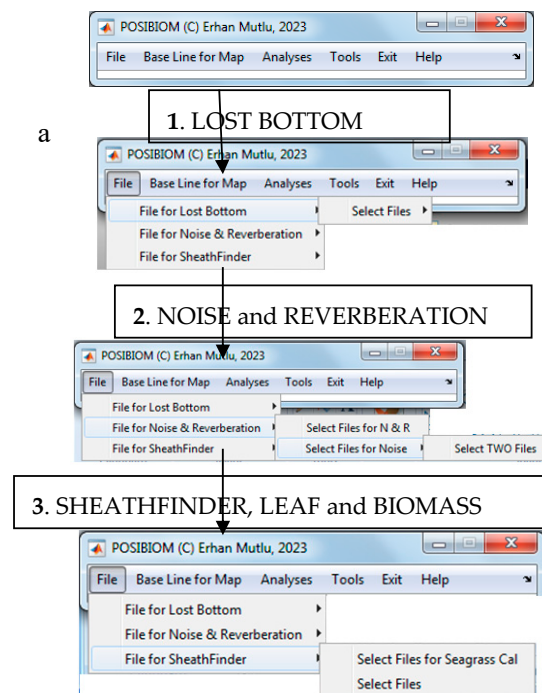 POSIBIOM (C) Erhan Mutlu, 2023
File Base Line for Map Analyses Tools Exit Help
1. LOST BOTTOM
a
POSIBIOM (C) Erhan Mutlu, 2023
File Base Line for Map Analyses Tools Exit Help
File for Lost Bottom Select Files
File for Noise & Reverberation
File for SheathFinder
2. NOISE and REVERBERATION
POSIBIOM (C) Erhan Mutlu, 2023
File Base Line for Map Analyses Tools Exit Help
File for Lost Bottom
File for Noise & Reverberation Select Files for N & R
File for SheathFinder Select Files for Noise Select TWO Files
3. SHEATHFINDER, LEAF and BIOMASS
POSIBIOM (C) Erhan Mutlu, 2023
File Base Line for Map Analyses Tools Exit Help
File for Lost Bottom
File for Noise & Reverberation
File for SheathFinder Select Files for Seagrass Cal
Select Files